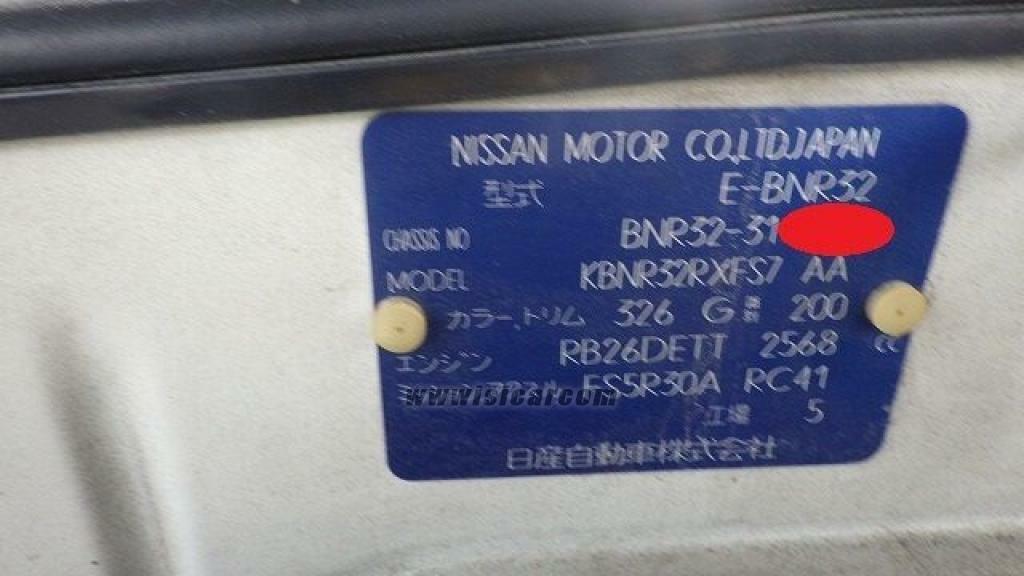 NISSAN MOTOR CO.,LTD.JAPAN
型式 E-BNR32
CHASSIS NO BNR32-31
MODEL KBNR32RXFS7 AA
カラー、トリム 326 G 200
エンジン RB26DETT 2568 cc
FS5R30A RC41
www.istcar.com
工場 5
日産自動車株式会社